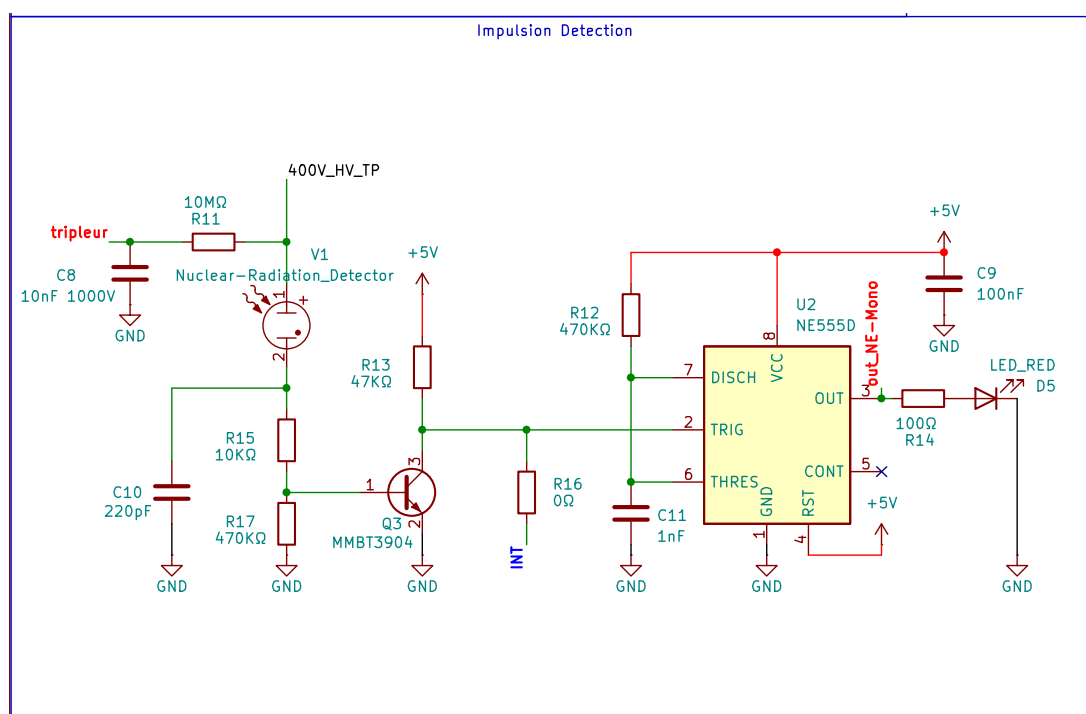 Impulsion Detection
400V_HV_TP
10MΩ
R11
tripleur
C8
10nF 1000V
GND
V1
Nuclear-Radiation_Detector
1
+
2
+5V
R13
47KΩ
R15
10KΩ
C10
220pF
R17
470KΩ
GND
GND
1
3
2
Q3
MMBT3904
GND
R16
0Ω
INT
R12
470KΩ
C11
1nF
GND
+5V
C9
100nF
GND
U2
NE555D
8
VCC
7
DISCH
2
TRIG
6
THRES
OUT
3
CONT
5
GND
1
RST
4
GND
+5V
out_NE-Mono
100Ω
R14
LED_RED
D5
GND